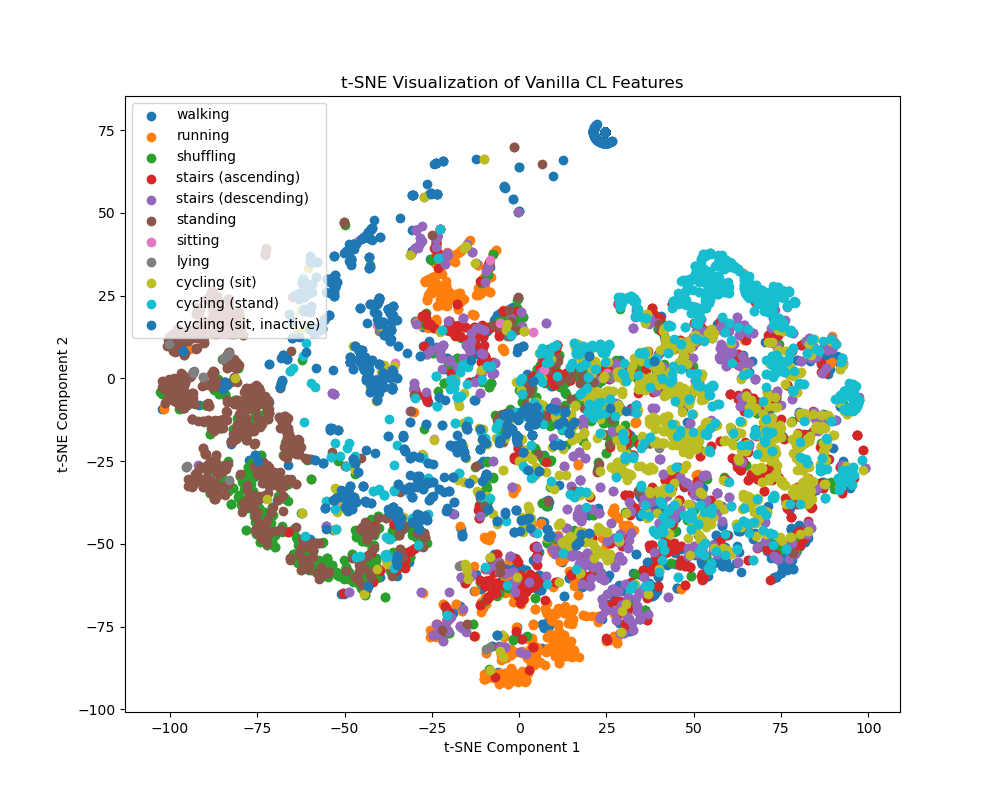 t-SNE Visualization of Vanilla CL Features
walking
running
shuffling
stairs (ascending)
stairs (descending)
standing
sitting
lying
cycling (sit)
cycling (stand)
cycling (sit, inactive)
75
50
25
0
−25
−50
−75
−100
t-SNE Component 2
−100 −75 −50 −25 0 25 50 75 100
t-SNE Component 1